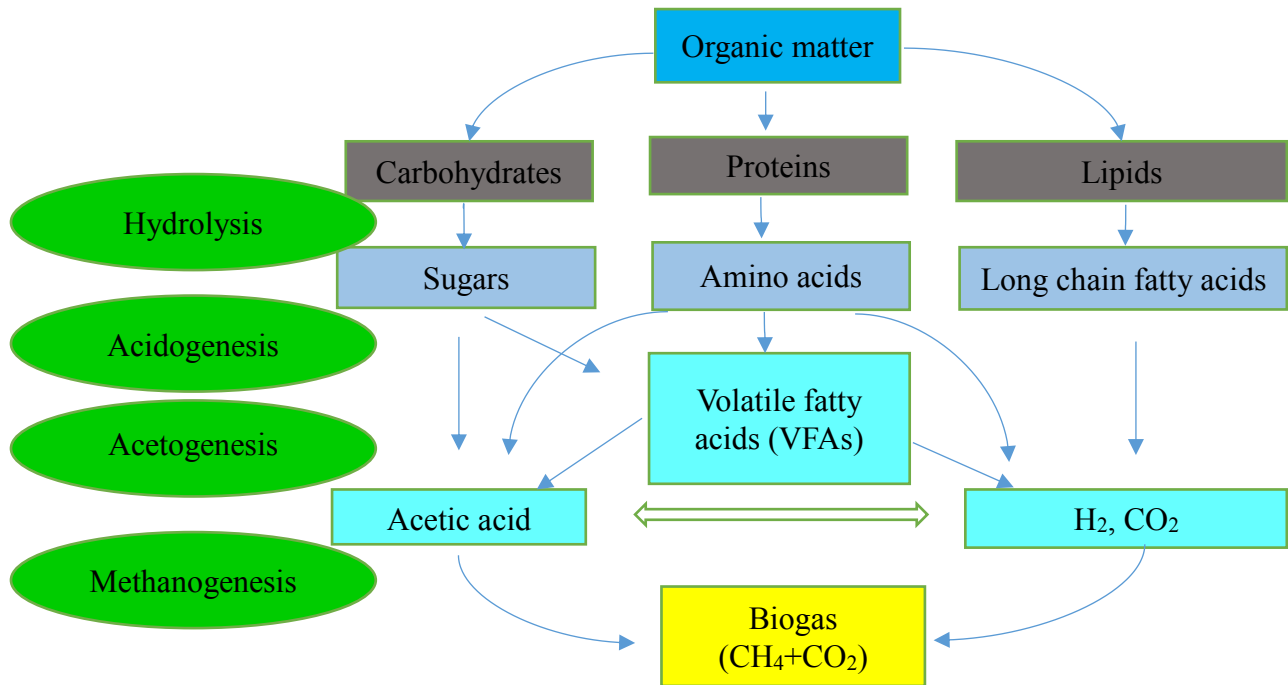 Organic matter
Carbohydrates
Proteins
Lipids
Hydrolysis
Sugars
Amino acids
Long chain fatty acids
Acidogenesis
Volatile fatty
acids (VFAs)
Acetogenesis
Acetic acid
H₂, CO₂
Methanogenesis
Biogas
(CH₄+CO₂)